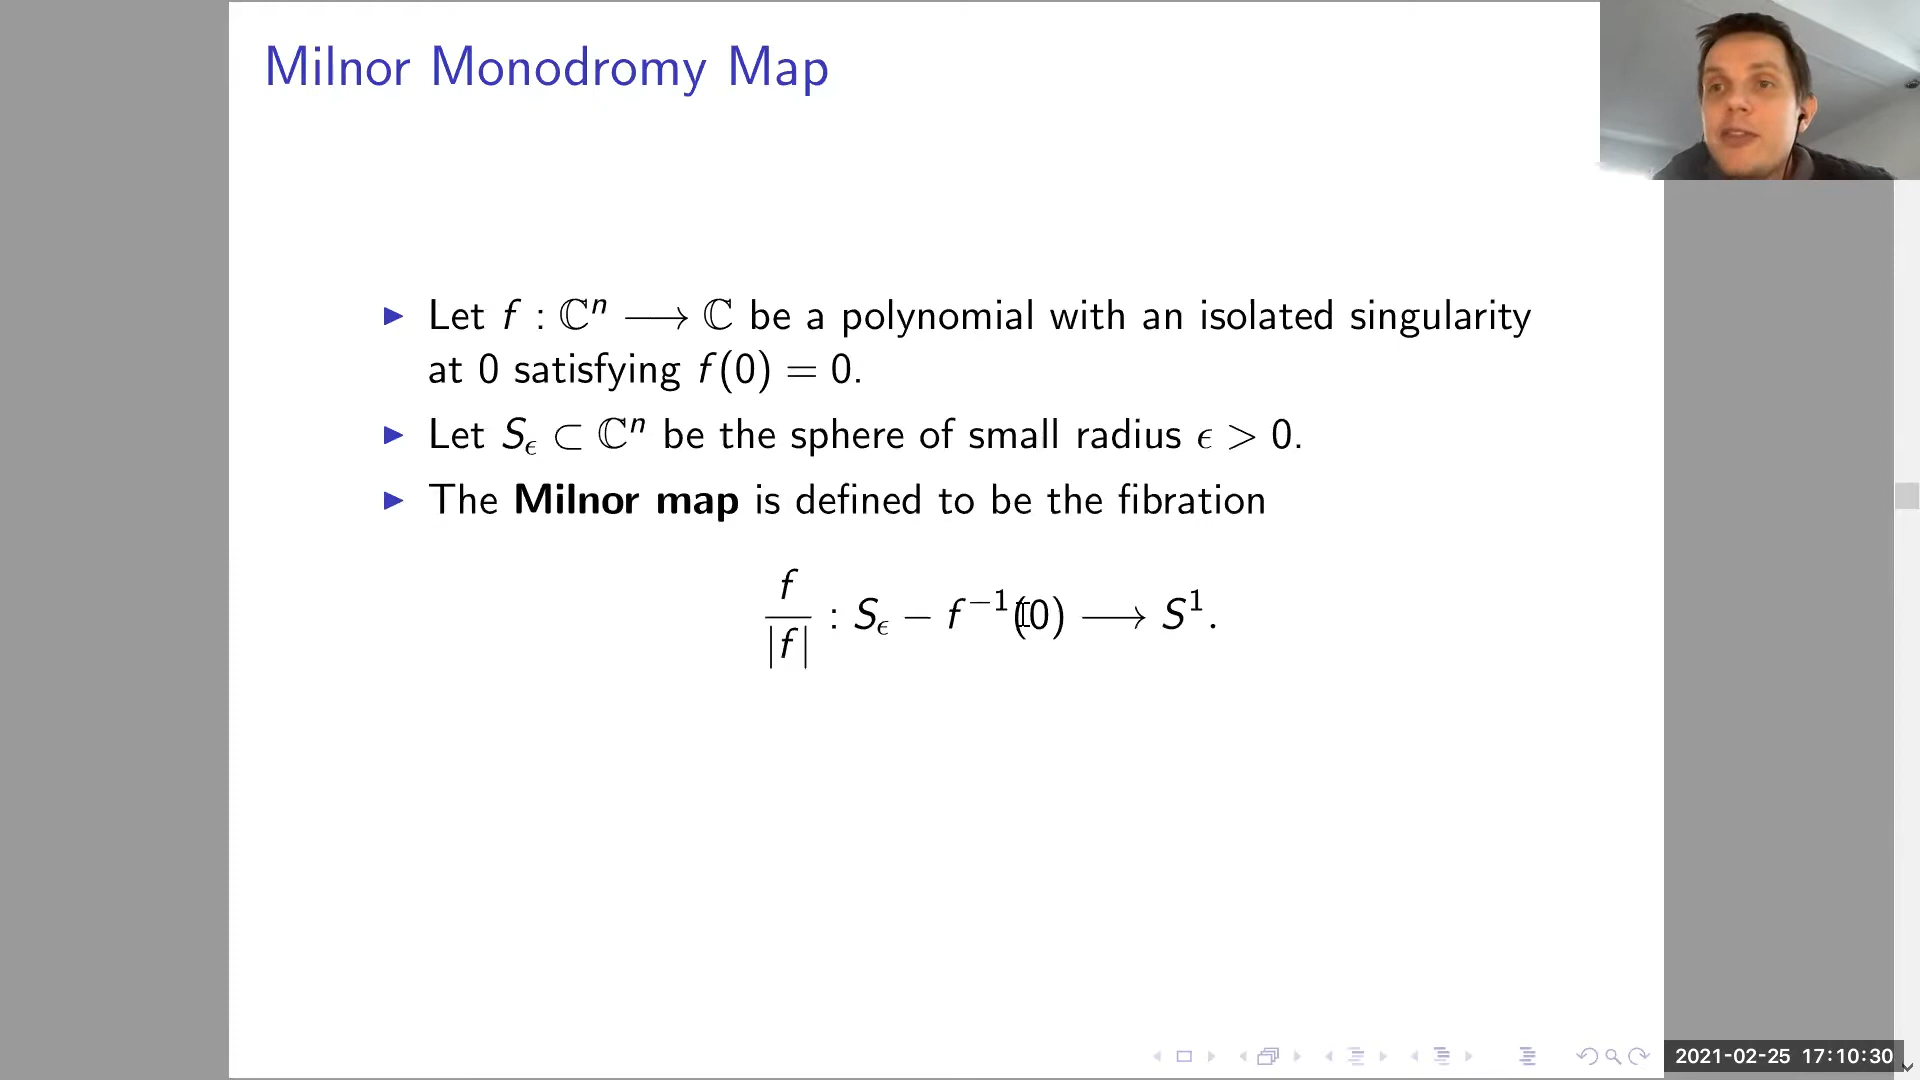 Milnor Monodromy Map
▶ Let f : ℂⁿ ⟶ ℂ be a polynomial with an isolated singularity
at 0 satisfying f(0) = 0.
▶ Let S_ϵ ⊂ ℂⁿ be the sphere of small radius ϵ > 0.
▶ The Milnor map is defined to be the fibration
f/|f| : S_ϵ − f⁻¹(0) ⟶ S¹.
2021-02-25 17:10:30